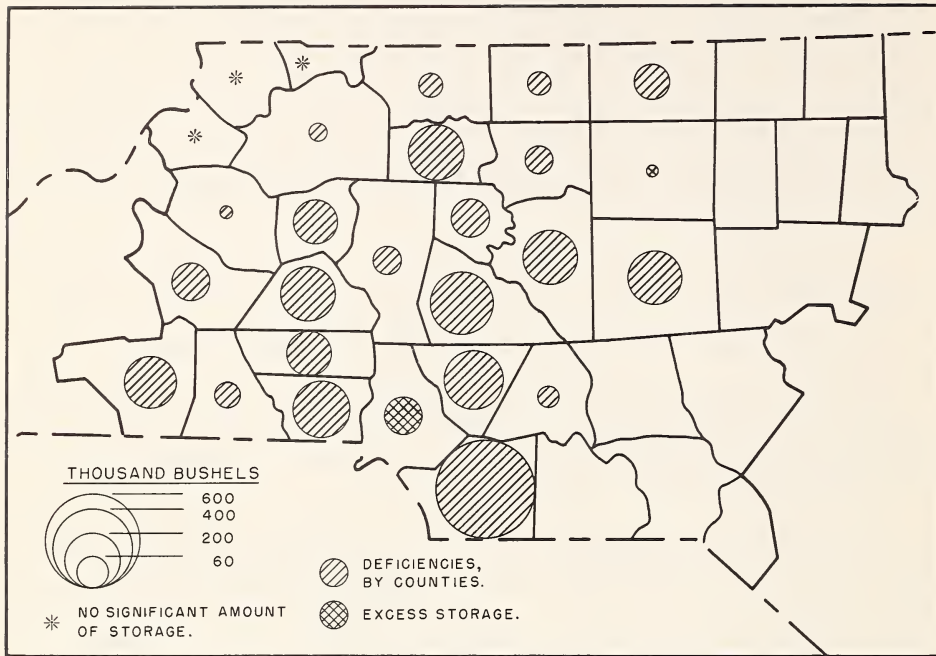 THOUSAND BUSHELS
600
400
200
60
NO SIGNIFICANT AMOUNT
OF STORAGE.
DEFICIENCIES,
BY COUNTIES.
EXCESS STORAGE.